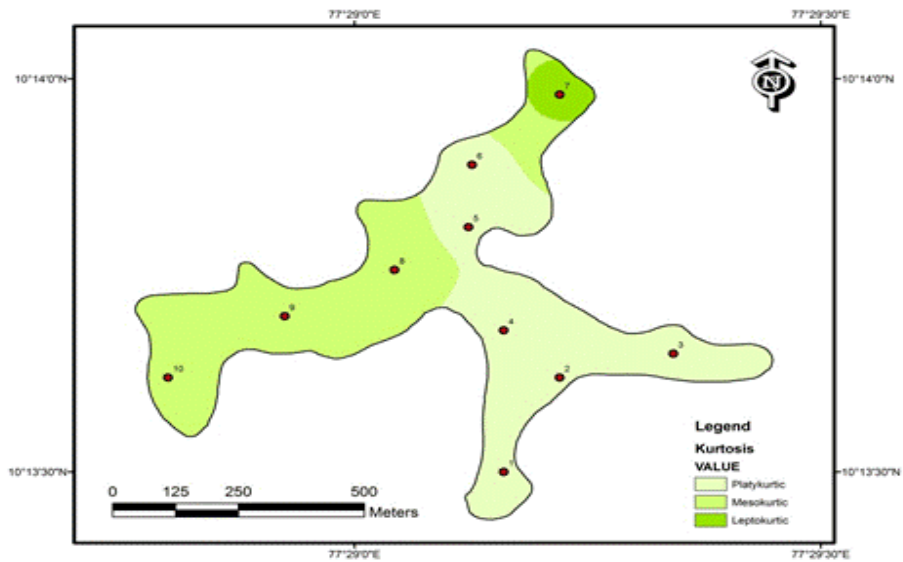 77°29'0"E 77°29'30"E
10°14'0"N 10°14'0"N
N
7
6
5
8
9
4
3
10
2
1
Legend
Kurtosis
VALUE
Platykurtic
Mesokurtic
Leptokurtic
10°13'30"N 10°13'30"N
0 125 250 500
Meters
77°29'0"E 77°29'30"E